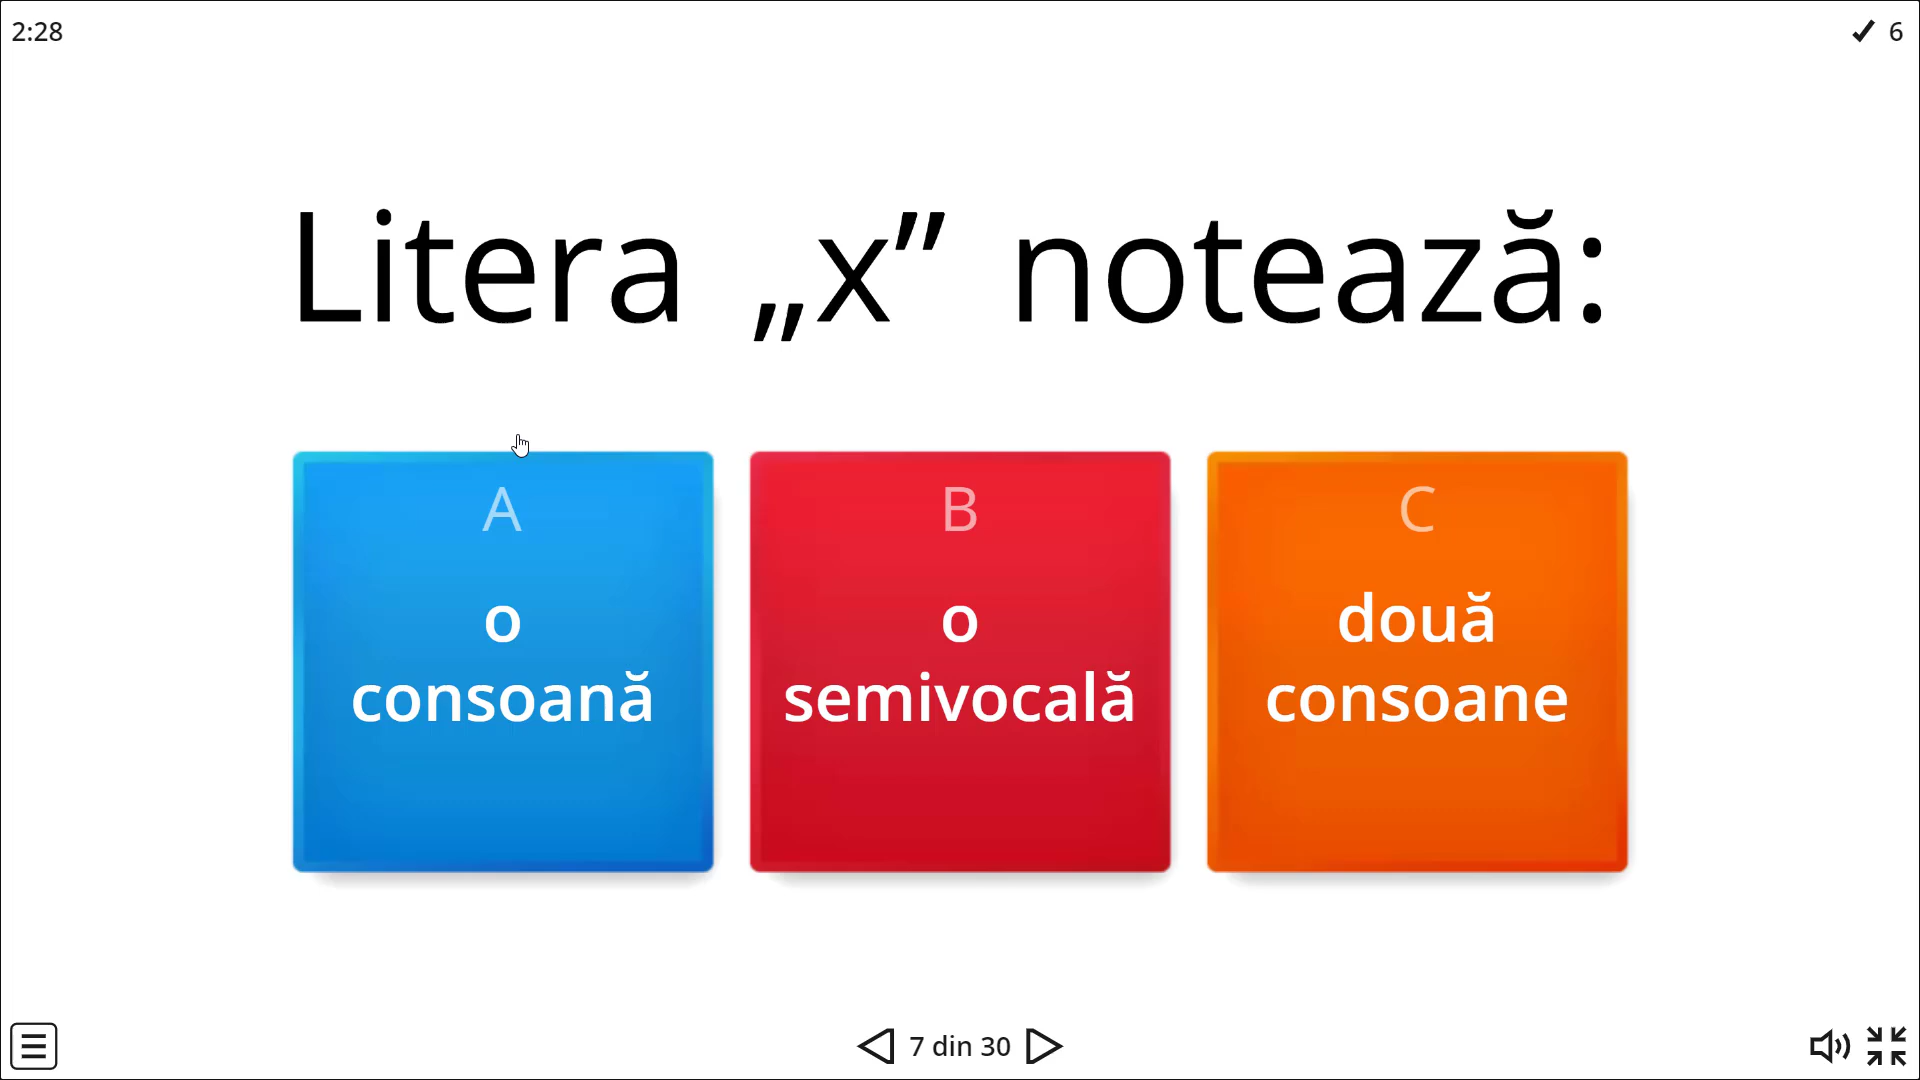 2:28
✓ 6
Litera „x” notează:
A
o
consoană
B
o
semivocală
C
două
consoane
7 din 30